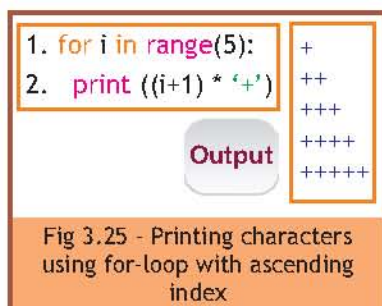 1. for i in range(5):
2. print ((i+1) * ‘+’)
Output
+
++
+++
++++
+++++
Fig 3.25 - Printing characters
using for-loop with ascending
index